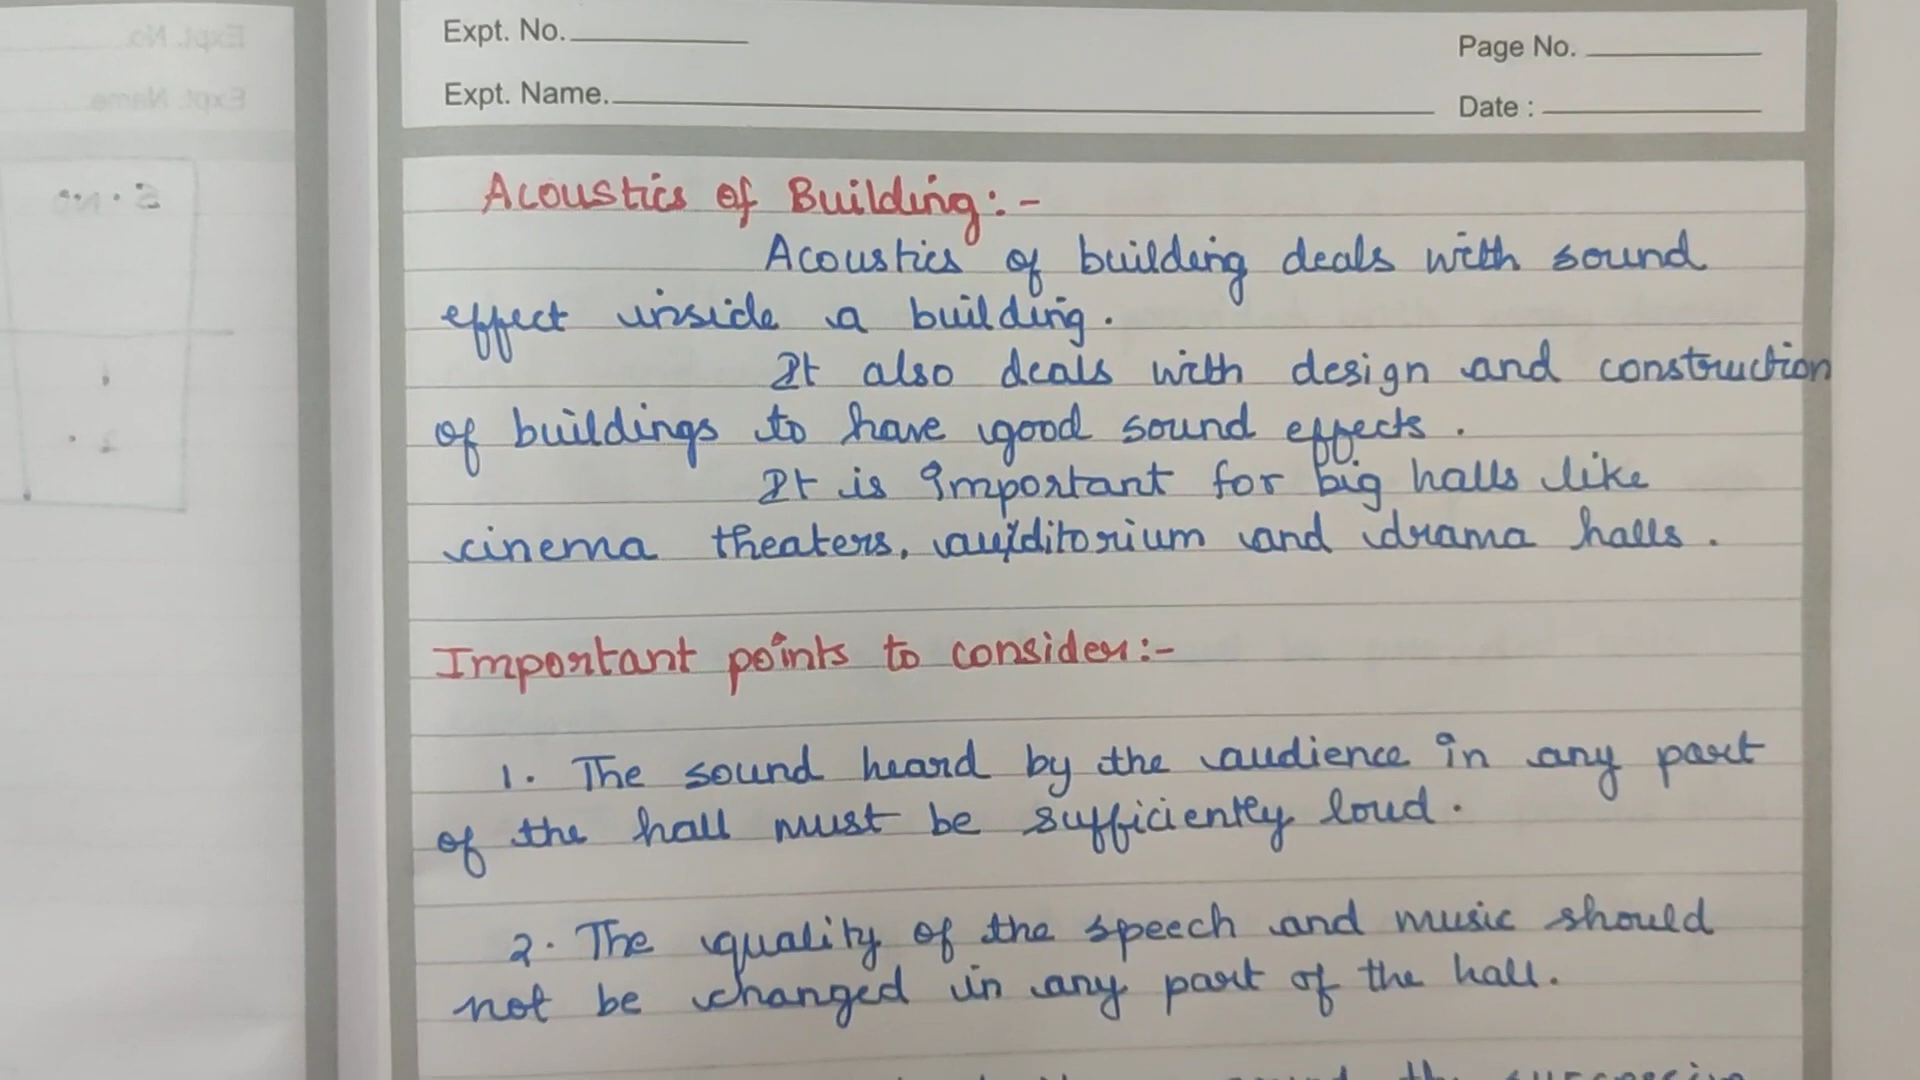 Expt. No.
Page No.
Expt. Name.
Date :
Acoustics of Building:-
Acoustics of building deals with sound
effect inside a building.
It also deals with design and construction
of buildings to have good sound effects.
It is important for big halls like
cinema theaters, auditorium and drama halls.
Important points to consider:-
1. The sound heard by the audience in any part
of the hall must be sufficiently loud.
2. The quality of the speech and music should
not be changed in any part of the hall.